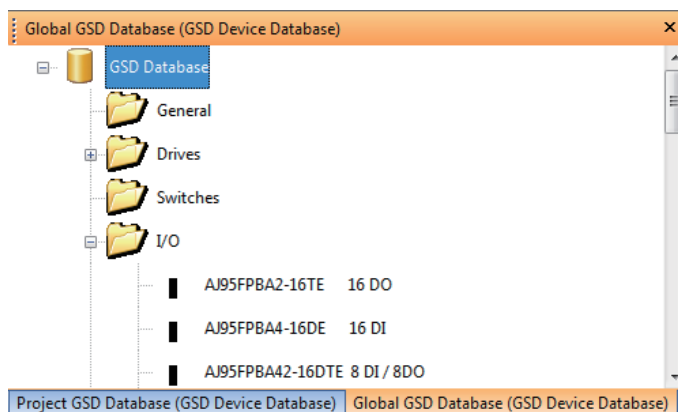 Global GSD Database (GSD Device Database)
GSD Database
General
Drives
Switches
I/O
AJ95FPBA2-16TE 16 DO
AJ95FPBA4-16DE 16 DI
AJ95FPBA42-16DTE 8 DI / 8DO
Project GSD Database (GSD Device Database) Global GSD Database (GSD Device Database)